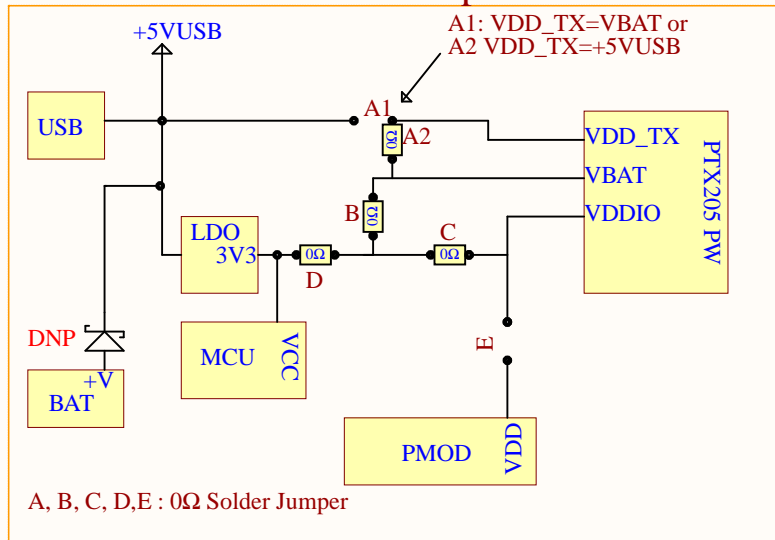 A1: VDD_TX=VBAT or
A2 VDD_TX=+5VUSB
+5VUSB
USB
A1
A2
0Ω
VDD_TX
VBAT
VDDIO
PTX205 PW
B
0Ω
C
0Ω
LDO
3V3
0Ω
D
DNP
MCU
VCC
E
+V
BAT
PMOD
VDD
A, B, C, D,E : 0Ω Solder Jumper